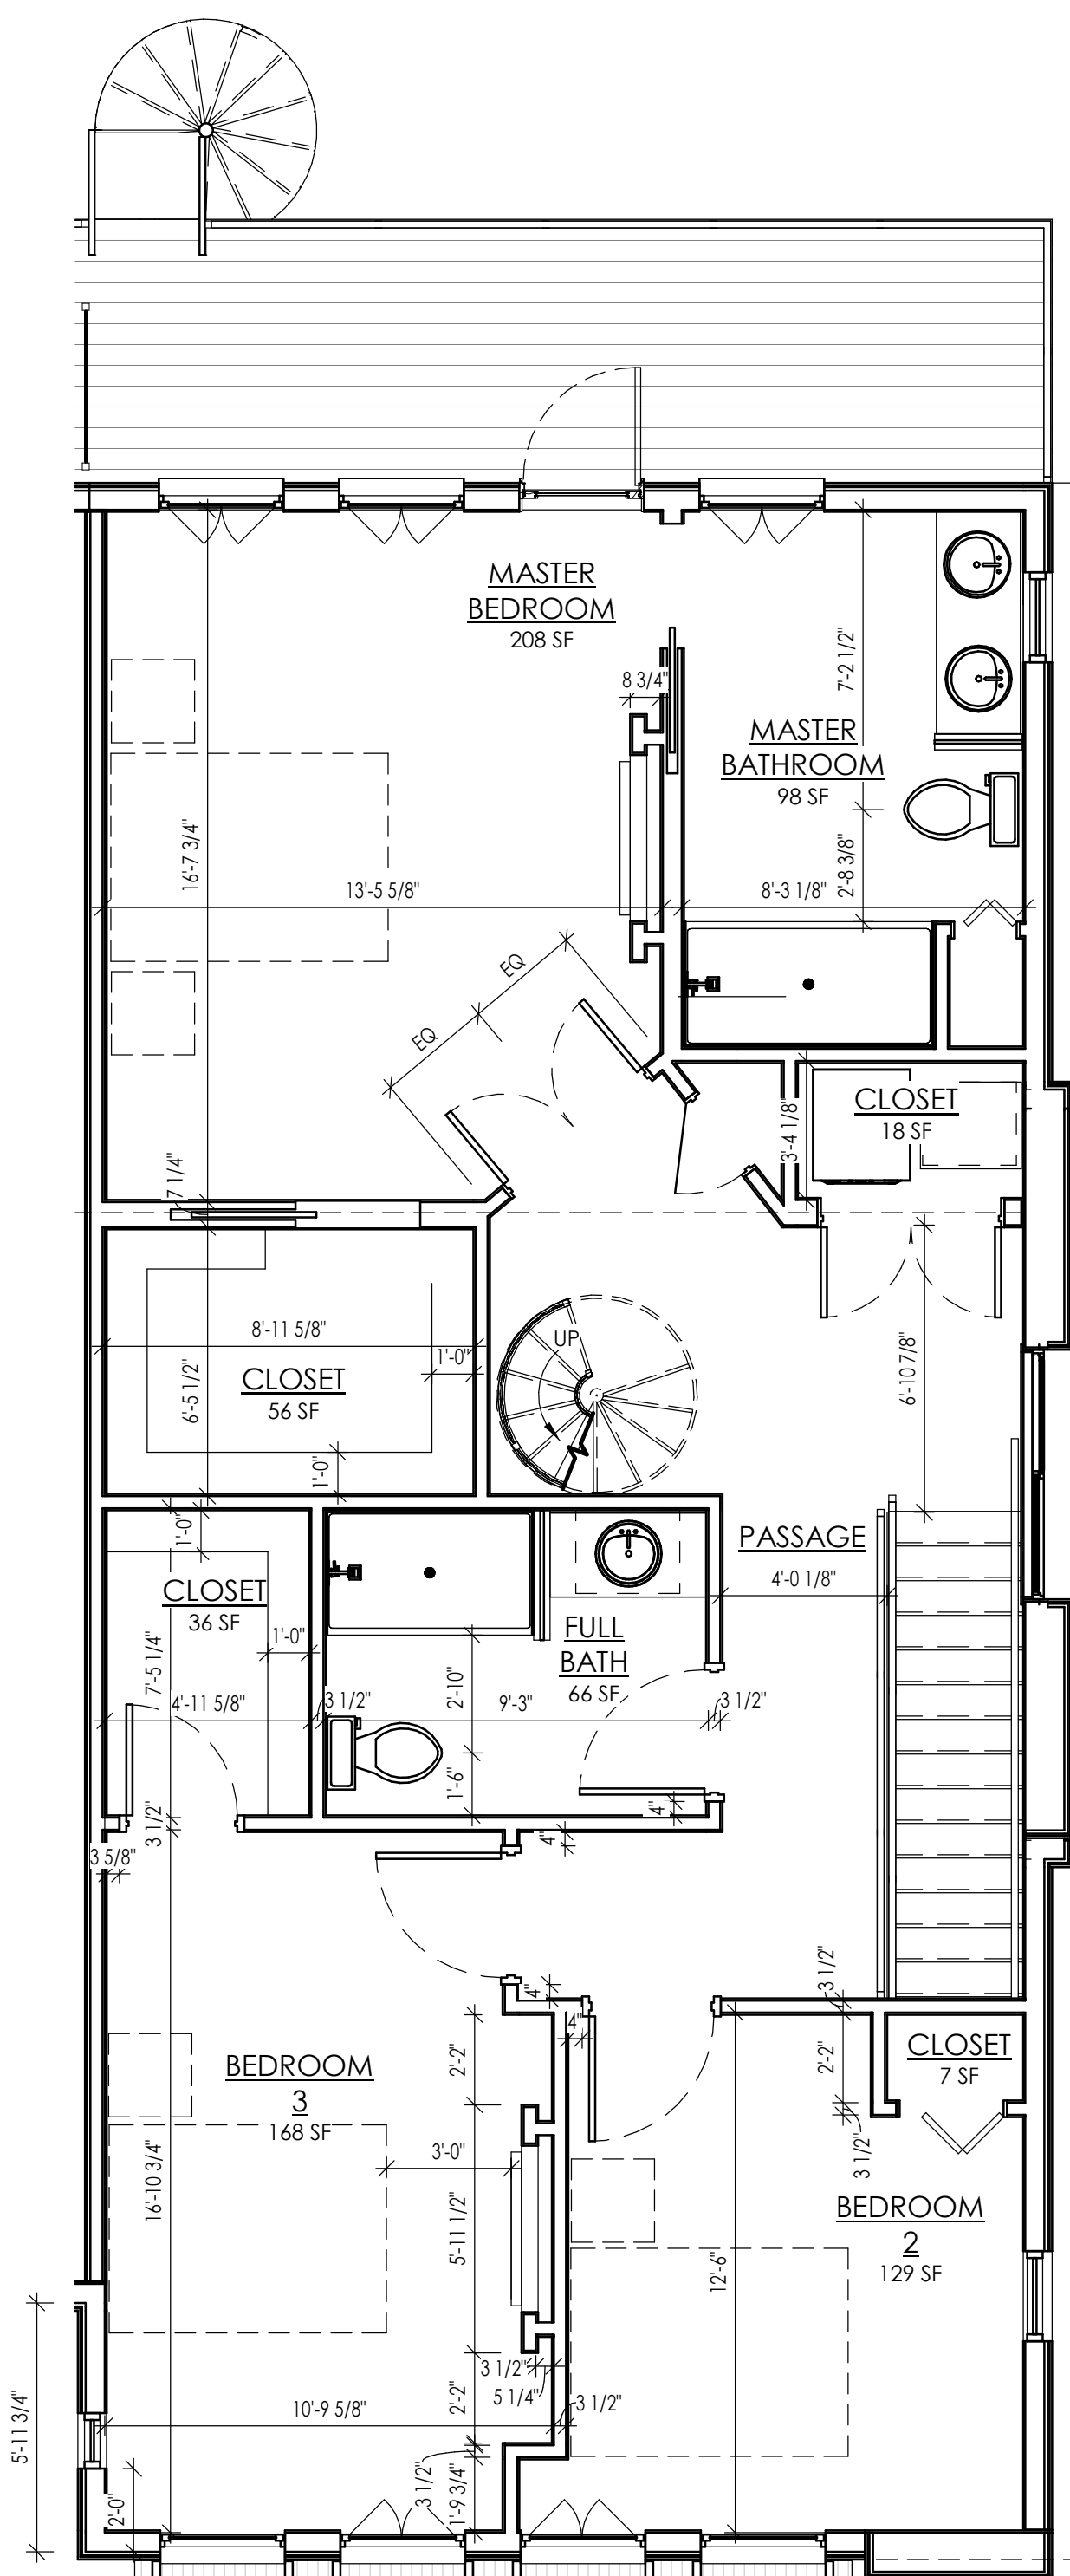 MASTER
BEDROOM
208 SF
8 3/4"
7'-2 1/2"
MASTER
BATHROOM
98 SF
16'-7 3/4"
13'-5 5/8"
2'-8 3/8"
8'-3 1/8"
EQ
EQ
CLOSET
18 SF
3'-4 1/8"
7 1/4"
8'-11 5/8"
UP
1'-0"
CLOSET
56 SF
6'-5 1/2"
6'-10 7/8"
1'-0"
1'-0"
PASSAGE
4'-0 1/8"
CLOSET
36 SF
1'-0"
FULL
BATH
66 SF
7'-5 1/4"
2'-10"
4'-11 5/8"
3 1/2"
9'-3"
3 1/2"
1'-6"
4"
3 1/2"
4"
3 5/8"
3 1/2"
4"
4"
2'-2"
2'-2"
CLOSET
7 SF
BEDROOM
3
168 SF
16'-10 3/4"
3'-0"
3 1/2"
5'-11 1/2"
BEDROOM
2
129 SF
12'-6"
3 1/2"
5 1/4"
2'-2"
10'-9 5/8"
3 1/2"
5'-11 3/4"
2'-0"
3 1/2"
1'-9 3/4"